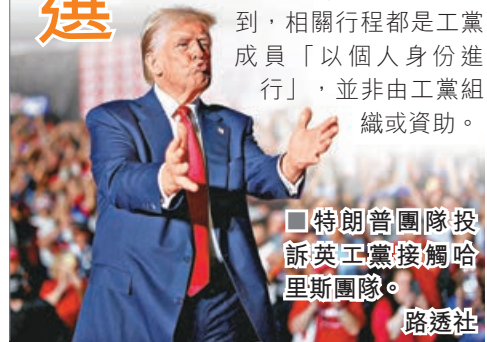 選
到，相關行程都是工黨
成員「以個人身份進
行」，並非由工黨組
織或資助。
■特朗普團隊投
訴英工黨接觸哈
里斯團隊。
路透社